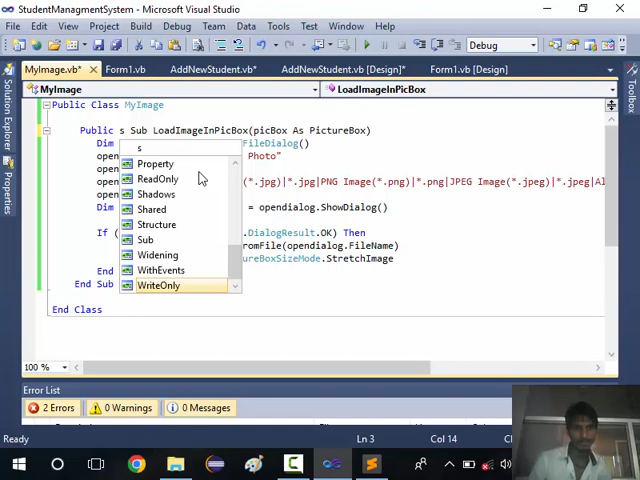 StudentManagmentSystem - Microsoft Visual Studio
File Edit View Project Build Debug Team Data Tools Test Window Help
Debug
MyImage.vb* Form1.vb AddNewStudent.vb* AddNewStudent.vb [Design]* Form1.vb [Design]
MyImage LoadImageInPicBox
Solution Explorer
Properties
Toolbox
Public Class MyImage
Public s Sub LoadImageInPicBox(picBox As PictureBox)
Dim FileDialog()
s
open Photo"
Property
open
ReadOnly
open (*.jpg)|*.jpg|PNG Image(*.png)|*.png|JPEG Image(*.jpeg)|*.jpeg|Al
Shadows
Dim = opendialog.ShowDialog()
Shared
Structure
If ( .DialogResult.OK) Then
Sub
romFile(opendialog.FileName)
Widening
ureBoxSizeMode.StretchImage
WithEvents
End
WriteOnly
End Sub
End Class
100 %
Error List
2 Errors 0 Warnings 0 Messages
Ready Ln 3 Col 14